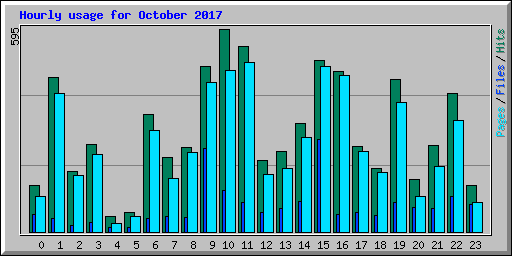 Hourly usage for October 2017
595
Pages/Files/Hits
0 1 2 3 4 5 6 7 8 9 10 11 12 13 14 15 16 17 18 19 20 21 22 23